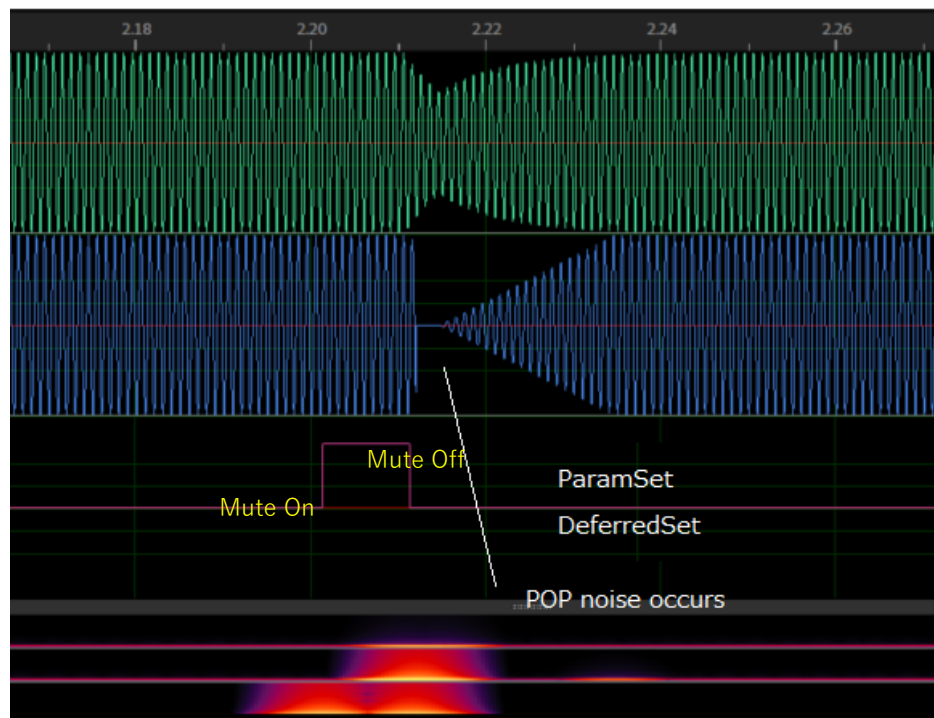 2.18 2.20 2.22 2.24 2.26
Mute Off
ParamSet
Mute On
DeferredSet
POP noise occurs